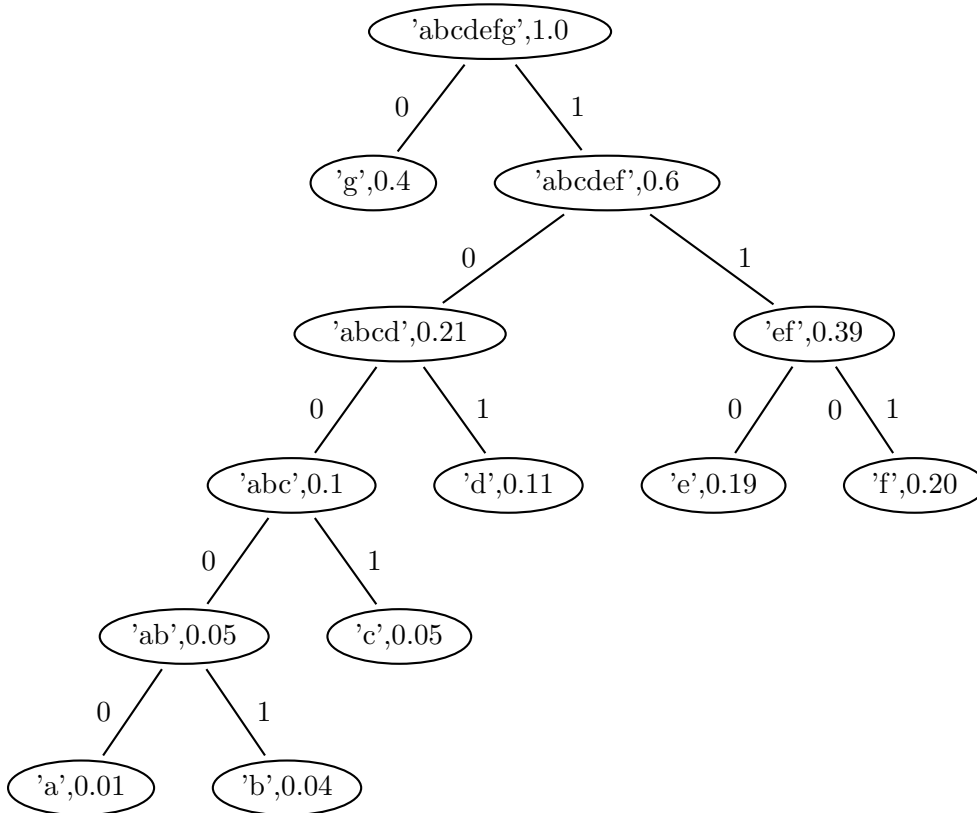 'abcdefg',1.0
0 1
'g',0.4 'abcdef',0.6
0 1
'abcd',0.21 'ef',0.39
0 1 0 0 1
'abc',0.1 'd',0.11 'e',0.19 'f',0.20
0 1
'ab',0.05 'c',0.05
0 1
'a',0.01 'b',0.04